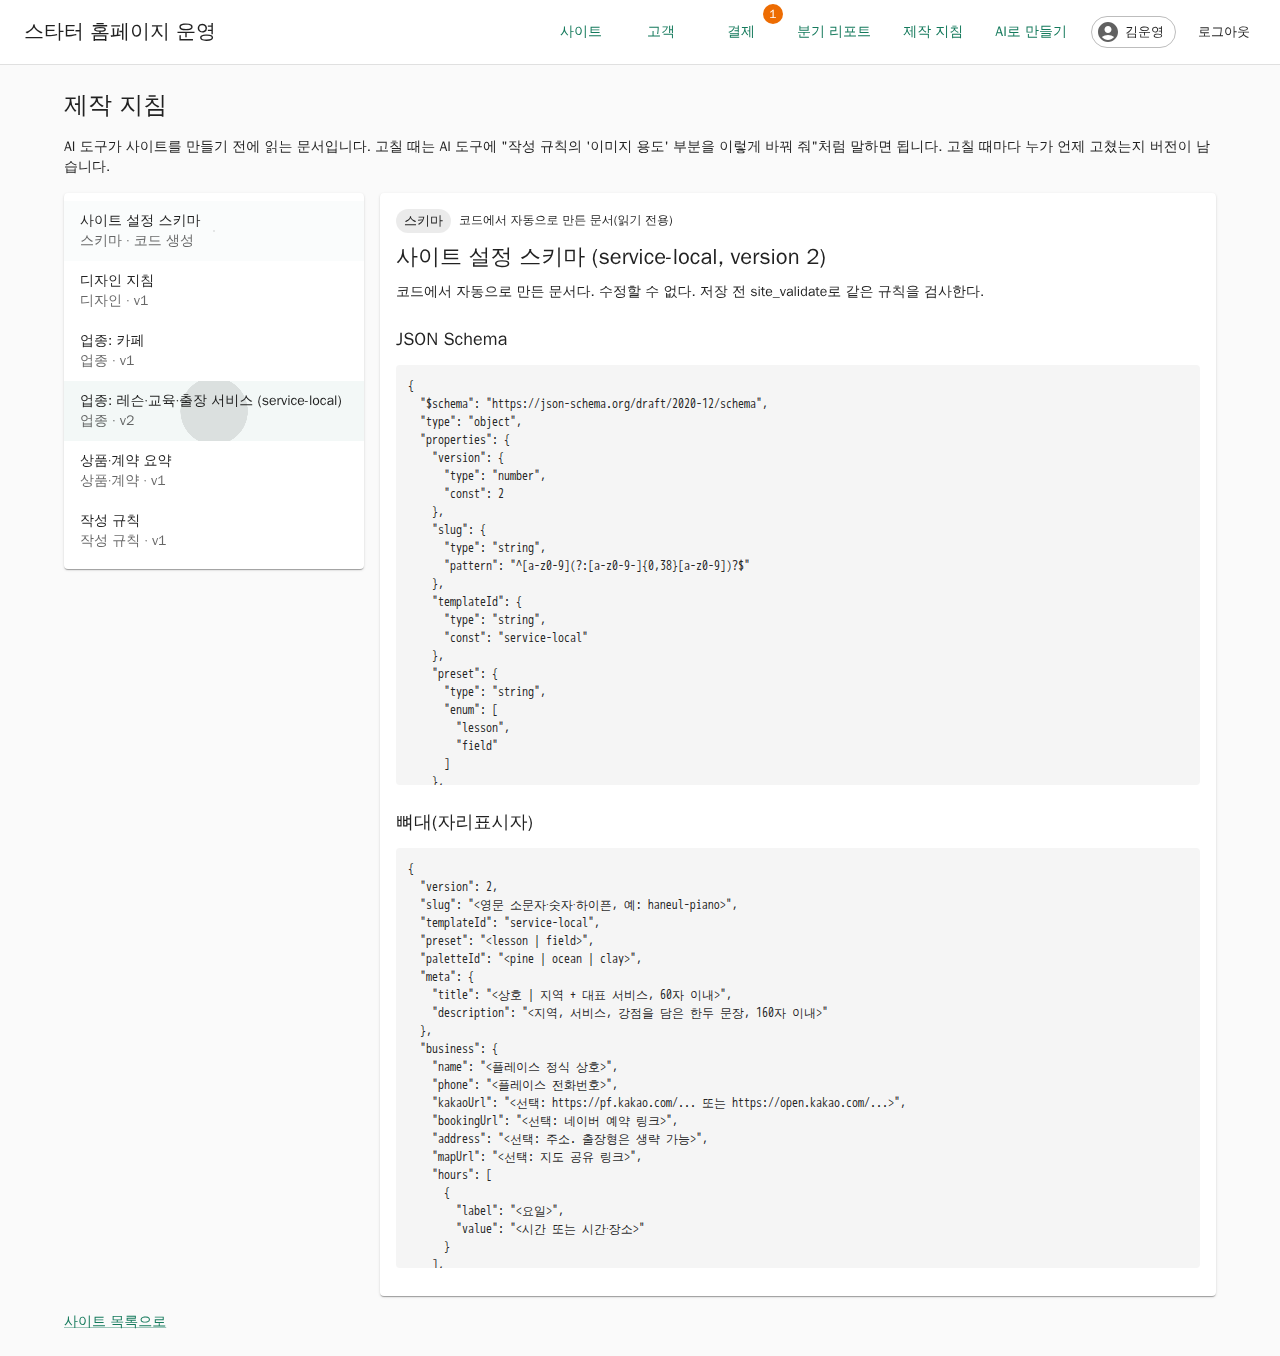 스타터 홈페이지 운영
사이트
고객
결제
1
분기 리포트
제작 지침
AI로 만들기
김운영
로그아웃
제작 지침
AI 도구가 사이트를 만들기 전에 읽는 문서입니다. 고칠 때는 AI 도구에 "작성 규칙의 '이미지 용도' 부분을 이렇게 바꿔 줘"처럼 말하면 됩니다. 고칠 때마다 누가 언제 고쳤는지 버전이 남
습니다.
사이트 설정 스키마
스키마 · 코드 생성
디자인 지침
디자인 · v1
업종: 카페
업종 · v1
업종: 레슨·교육·출장 서비스 (service-local)
업종 · v2
상품·계약 요약
상품·계약 · v1
작성 규칙
작성 규칙 · v1
스키마
코드에서 자동으로 만든 문서(읽기 전용)
사이트 설정 스키마 (service-local, version 2)
코드에서 자동으로 만든 문서다. 수정할 수 없다. 저장 전 site_validate로 같은 규칙을 검사한다.
JSON Schema
{
"$schema": "https://json-schema.org/draft/2020-12/schema",
"type": "object",
"properties": {
"version": {
"type": "number",
"const": 2
},
"slug": {
"type": "string",
"pattern": "^[a-z0-9](?:[a-z0-9-]{0,38}[a-z0-9])?$"
},
"templateId": {
"type": "string",
"const": "service-local"
},
"preset": {
"type": "string",
"enum": [
"lesson",
"field"
]
},
뼈대(자리표시자)
{
"version": 2,
"slug": "<영문 소문자·숫자·하이픈, 예: haneul-piano>",
"templateId": "service-local",
"preset": "<lesson | field>",
"paletteId": "<pine | ocean | clay>",
"meta": {
"title": "<상호 | 지역 + 대표 서비스, 60자 이내>",
"description": "<지역, 서비스, 강점을 담은 한두 문장, 160자 이내>"
},
"business": {
"name": "<플레이스 정식 상호>",
"phone": "<플레이스 전화번호>",
"kakaoUrl": "<선택: https://pf.kakao.com/... 또는 https://open.kakao.com/...>",
"bookingUrl": "<선택: 네이버 예약 링크>",
"address": "<선택: 주소. 출장형은 생략 가능>",
"mapUrl": "<선택: 지도 공유 링크>",
"hours": [
{
"label": "<요일>",
"value": "<시간 또는 시간·장소>"
}
],
사이트 목록으로